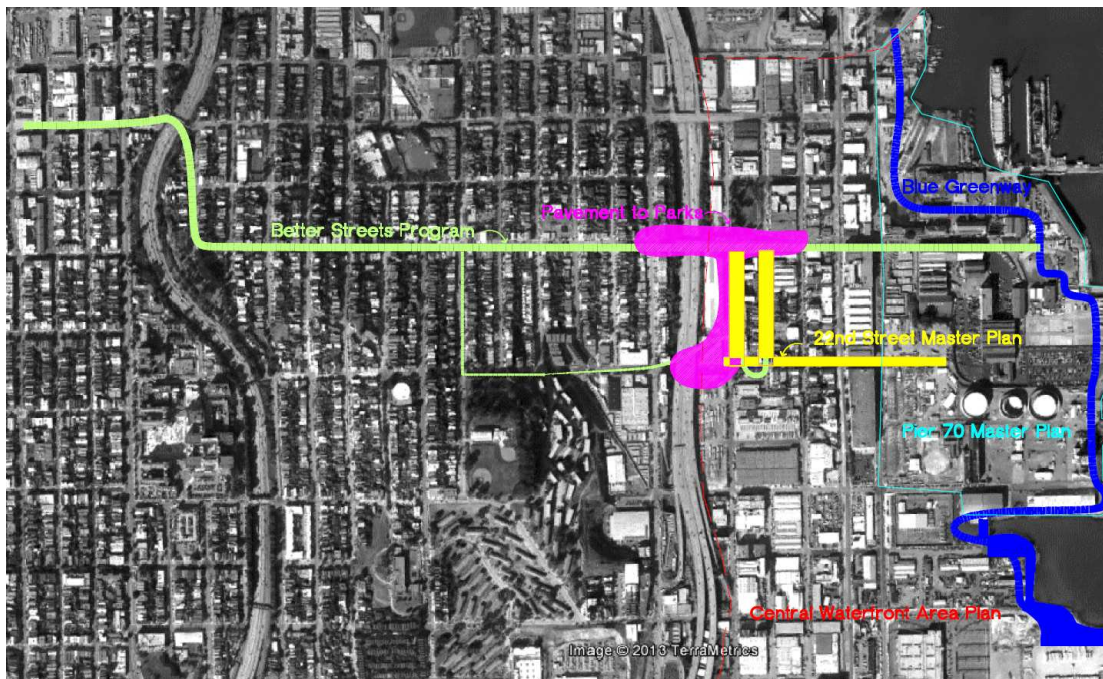 Blue Greenway
Pavement to Parks
Better Streets Program
22nd Street Master Plan
Pier 70 Master Plan
Central Waterfront Area Plan
Image © 2013 TerraMetrics